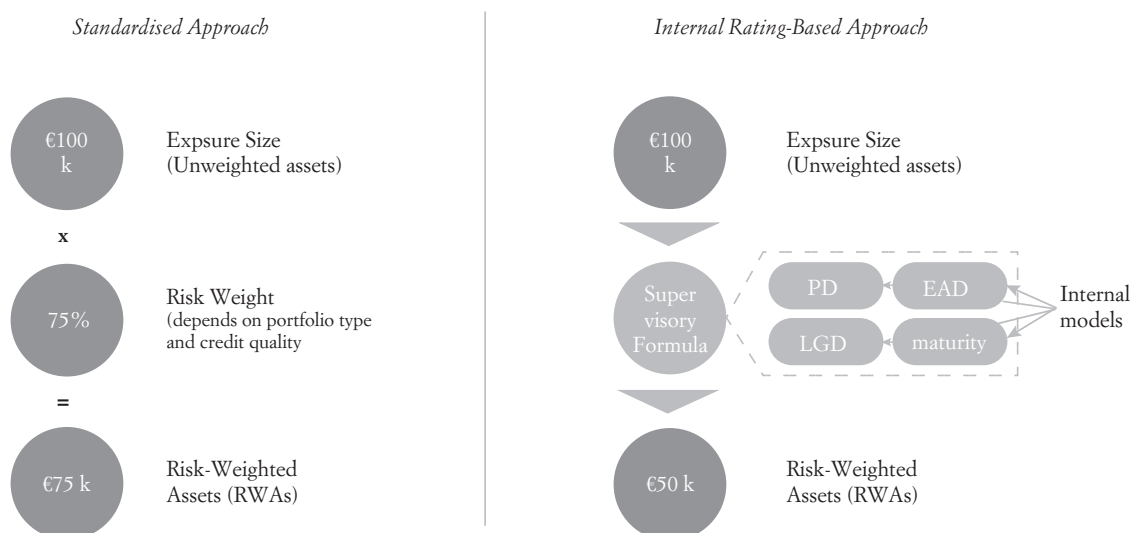 Standardised Approach
€100
k
Expsure Size
(Unweighted assets)
x
75%
Risk Weight
(depends on portfolio type
and credit quality
=
€75 k
Risk-Weighted
Assets (RWAs)
Internal Rating-Based Approach
€100
k
Expsure Size
(Unweighted assets)
Super
visory
Formula
PD
EAD
LGD
maturity
Internal
models
€50 k
Risk-Weighted
Assets (RWAs)